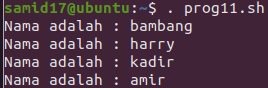 samid17@ubuntu:~$ . prog11.sh
Nama adalah : bambang
Nama adalah : harry
Nama adalah : kadir
Nama adalah : amir